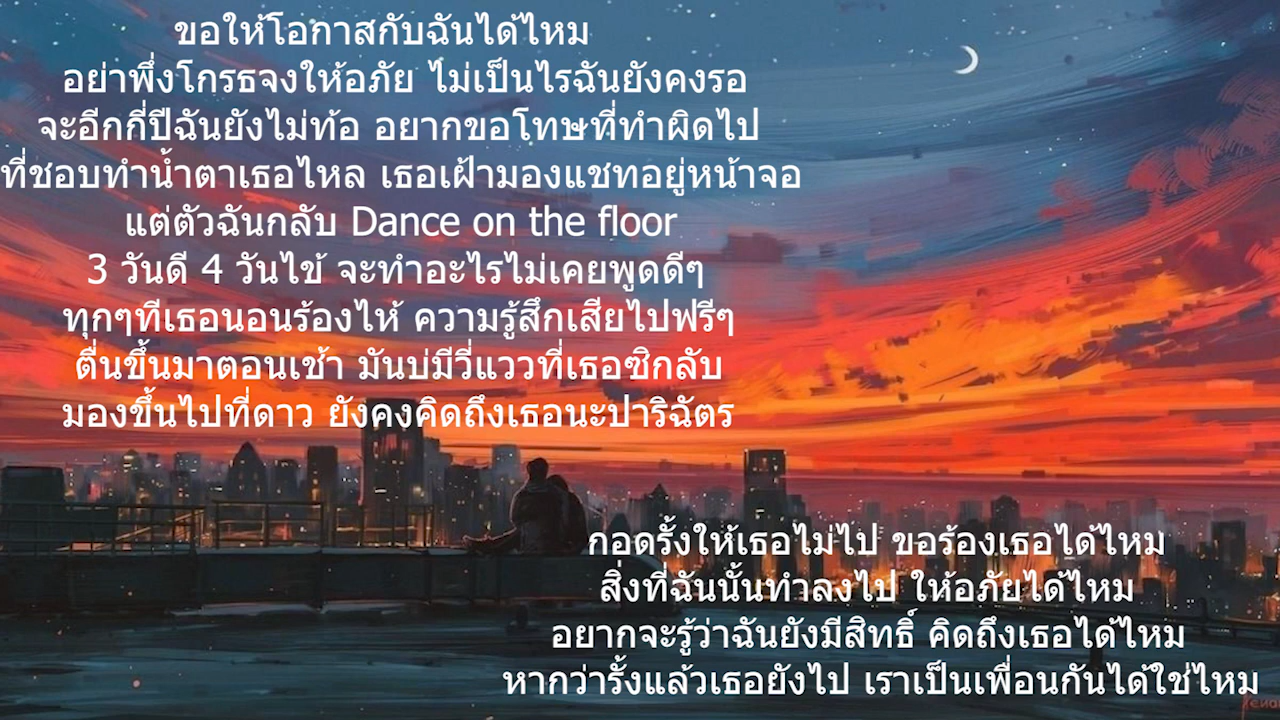 ขอให้โอกาสกับฉันได้ไหม
อย่าพึ่งโกรธจงให้อภัย ไม่เป็นไรฉันยังคงรอ
จะอีกกี่ปีฉันยังไม่ท้อ อยากขอโทษที่ทำผิดไป
ที่ชอบทำน้ำตาเธอไหล เธอเฝ้ามองแชทอยู่หน้าจอ
แต่ตัวฉันกลับ Dance on the floor
3 วันดี 4 วันไข้ จะทำอะไรไม่เคยพูดดีๆ
ทุกๆทีเธอนอนร้องไห้ ความรู้สึกเสียไปฟรีๆ
ตื่นขึ้นมาตอนเช้า มันบ่มีวี่แววที่เธอซิกลับ
มองขึ้นไปที่ดาว ยังคงคิดถึงเธอนะปาริฉัตร
กอดรั้งให้เธอไม่ไป ขอร้องเธอได้ไหม
สิ่งที่ฉันนั้นทำลงไป ให้อภัยได้ไหม
อยากจะรู้ว่าฉันยังมีสิทธิ์ คิดถึงเธอได้ไหม
หากว่ารั้งแล้วเธอยังไป เราเป็นเพื่อนกันได้ใช่ไหม